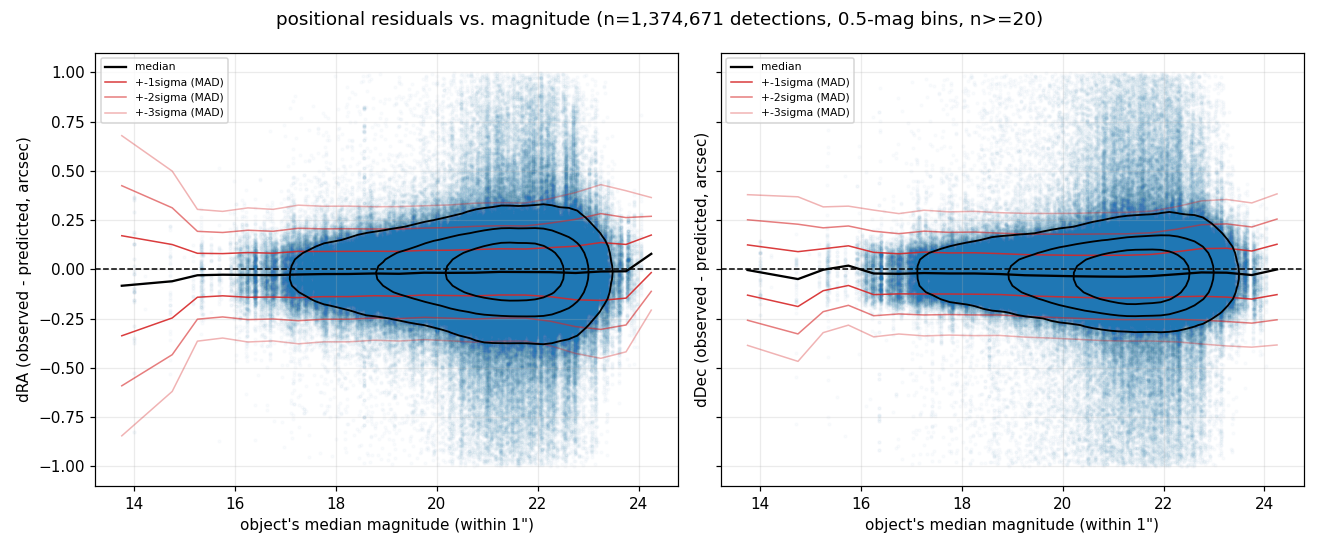 positional residuals vs. magnitude (n=1,374,671 detections, 0.5-mag bins, n>=20)
dRA (observed - predicted, arcsec)
1.00
0.75
0.50
0.25
0.00
−0.25
−0.50
−0.75
−1.00
median
+-1sigma (MAD)
+-2sigma (MAD)
+-3sigma (MAD)
14 16 18 20 22 24
object's median magnitude (within 1")
dDec (observed - predicted, arcsec)
median
+-1sigma (MAD)
+-2sigma (MAD)
+-3sigma (MAD)
14 16 18 20 22 24
object's median magnitude (within 1")